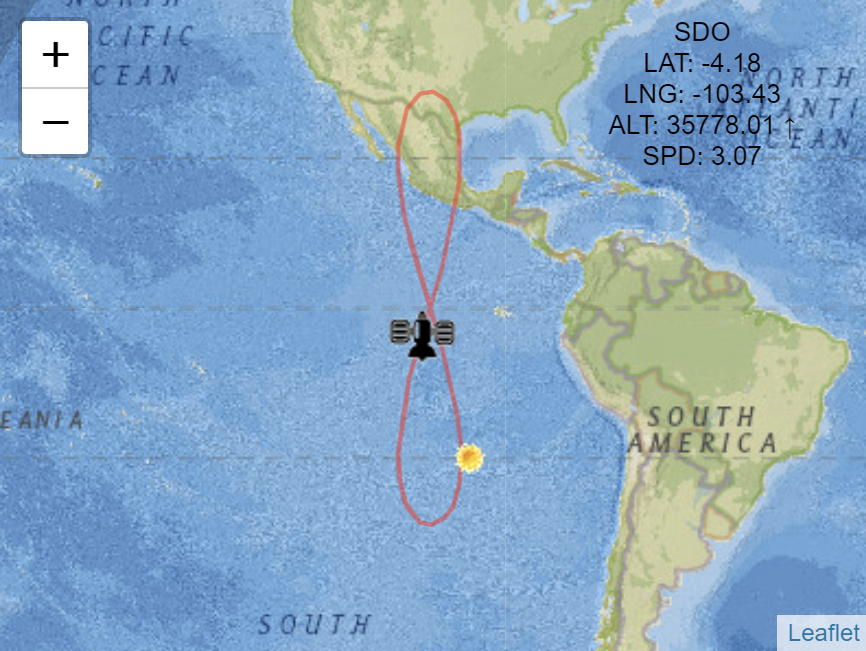 NORTH
PACIFIC
OCEAN
+
−
SDO
LAT: -4.18
LNG: -103.43
ALT: 35778.01 ↑
SPD: 3.07
NORTH
ATLANTIC
OCEAN
EANIA
SOUTH
AMERICA
SOUTH
Leaflet